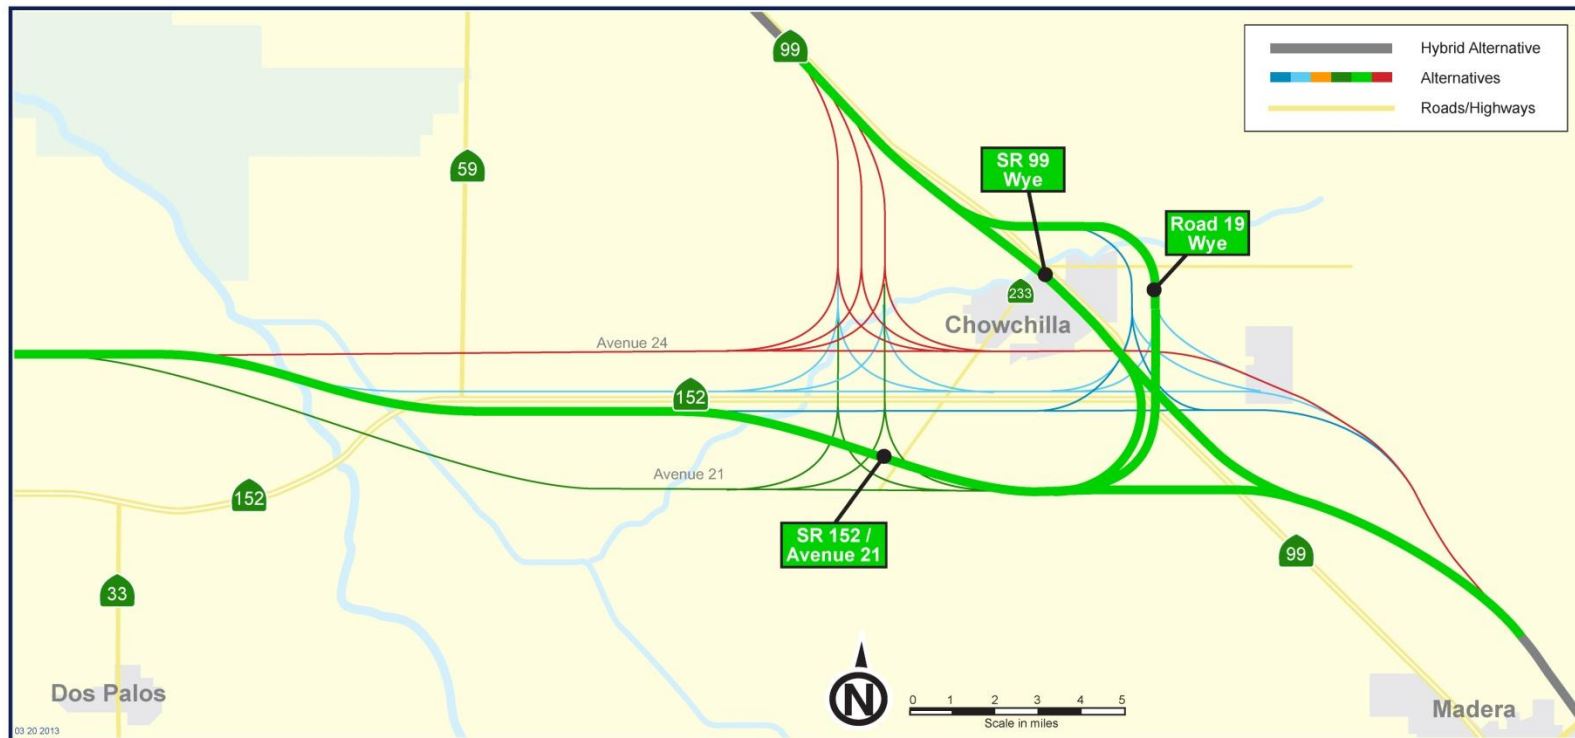 99
Hybrid Alternative
Alternatives
Roads/Highways
59
SR 99
Wye
Road 19
Wye
233
Chowchilla
Avenue 24
152
Avenue 21
152
SR 152 /
Avenue 21
99
33
Dos Palos
N
0 1 2 3 4 5
Scale in miles
Madera
03 20 2013